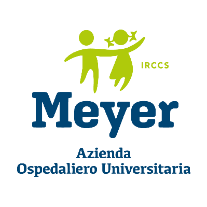 IRCCS
Meyer
Azienda
Ospedaliero Universitaria